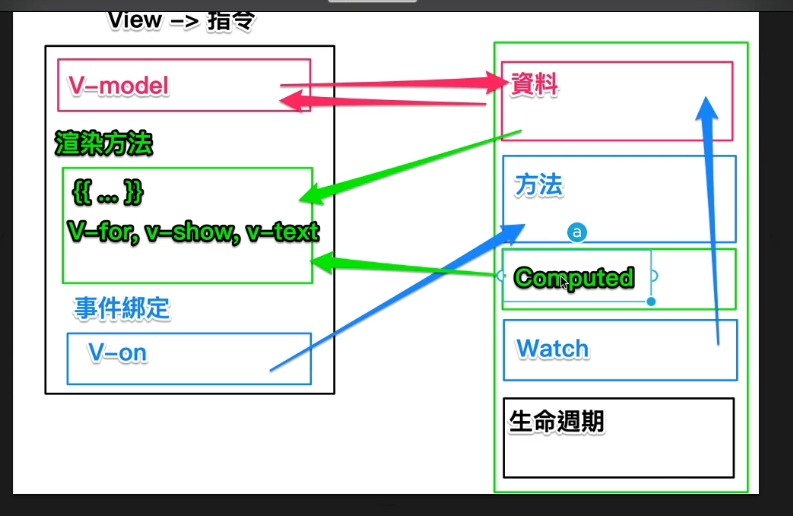 View -> 指令
V-model
渲染方法
{{ ... }}
V-for, v-show, v-text
事件綁定
V-on
資料
方法
a
Computed
Watch
生命週期